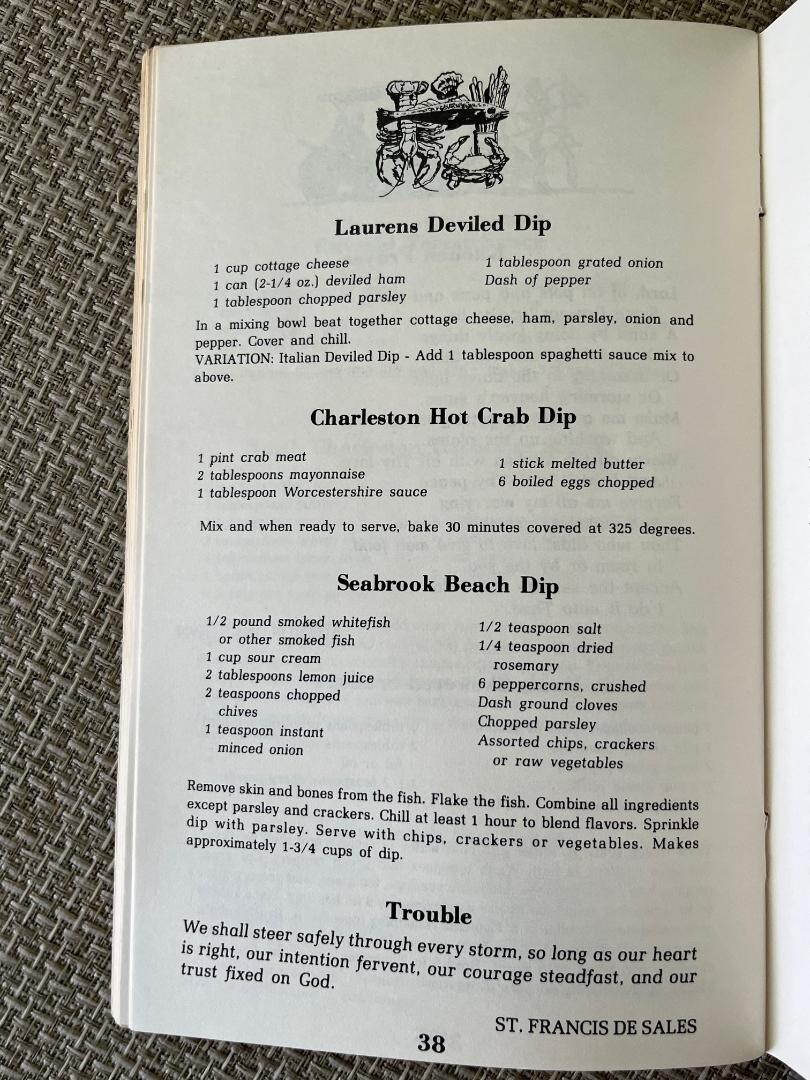 Laurens Deviled Dip
1 cup cottage cheese
1 can (2-1/4 oz.) deviled ham
1 tablespoon chopped parsley
1 tablespoon grated onion
Dash of pepper
In a mixing bowl beat together cottage cheese, ham, parsley, onion and
pepper. Cover and chill.
VARIATION: Italian Deviled Dip - Add 1 tablespoon spaghetti sauce mix to
above.
Charleston Hot Crab Dip
1 pint crab meat
2 tablespoons mayonnaise
1 tablespoon Worcestershire sauce
1 stick melted butter
6 boiled eggs chopped
Mix and when ready to serve, bake 30 minutes covered at 325 degrees.
Seabrook Beach Dip
1/2 pound smoked whitefish
or other smoked fish
1 cup sour cream
2 tablespoons lemon juice
2 teaspoons chopped
chives
1 teaspoon instant
minced onion
1/2 teaspoon salt
1/4 teaspoon dried
rosemary
6 peppercorns, crushed
Dash ground cloves
Chopped parsley
Assorted chips, crackers
or raw vegetables
Remove skin and bones from the fish. Flake the fish. Combine all ingredients
except parsley and crackers. Chill at least 1 hour to blend flavors. Sprinkle
dip with parsley. Serve with chips, crackers or vegetables. Makes
approximately 1-3/4 cups of dip.
Trouble
We shall steer safely through every storm, so long as our heart
is right, our intention fervent, our courage steadfast, and our
trust fixed on God.
ST. FRANCIS DE SALES
38